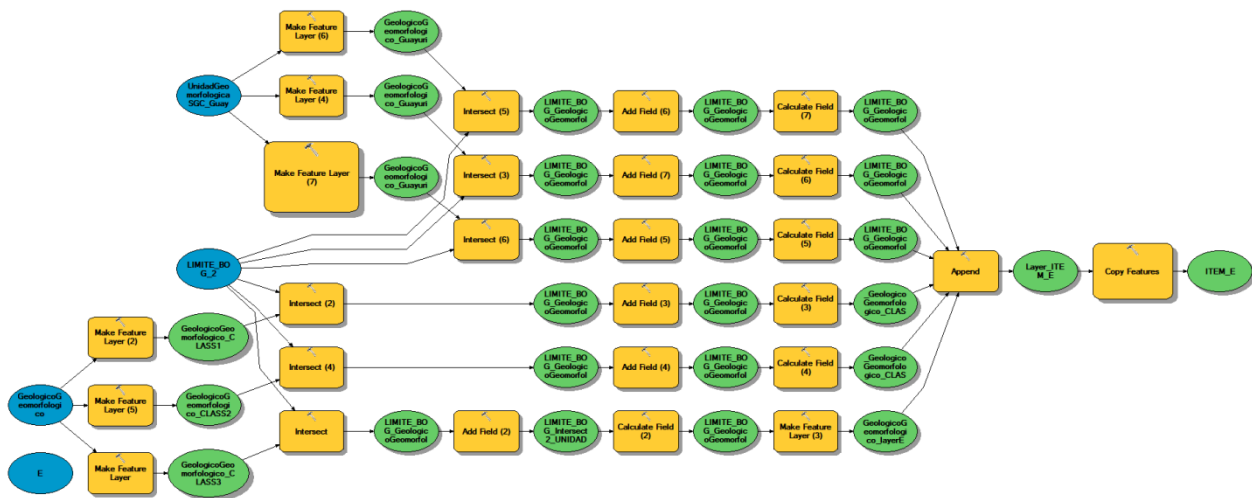 Make Feature
Layer (6)
GeologicoG
eomorfologi
co_Guayuri
UnidadGeo
morfologica
SGC_Guay
Make Feature
Layer (4)
GeologicoG
eomorfologi
co_Guayuri
Make Feature Layer
(7)
GeologicoG
eomorfologi
co_Guayuri
Intersect (5)
LIMITE_BO
G_Geologic
oGeomorfol
Add Field (6)
LIMITE_BO
G_Geologic
oGeomorfol
Calculate Field
(7)
LIMITE_BO
G_Geologic
oGeomorfol
Intersect (3)
LIMITE_BO
G_Geologic
oGeomorfol
Add Field (7)
LIMITE_BO
G_Geologic
oGeomorfol
Calculate Field
(6)
LIMITE_BO
G_Geologic
oGeomorfol
Intersect (6)
LIMITE_BO
G_Geologic
oGeomorfol
Add Field (5)
LIMITE_BO
G_Geologic
oGeomorfol
Calculate Field
(5)
LIMITE_BO
G_Geologic
oGeomorfol
LIMITE_BO
G_2
Append
Layer_ITE
M_E
Copy Features
ITEM_E
Intersect (2)
LIMITE_BO
G_Geologic
oGeomorfol
Add Field (3)
LIMITE_BO
G_Geologic
oGeomorfol
Calculate Field
(3)
_Geologico
Geomorfolo
gico_CLAS
Make Feature
Layer (2)
GeologicoGeo
morfologico_C
LASS1
Intersect (4)
LIMITE_BO
G_Geologic
oGeomorfol
Add Field (4)
LIMITE_BO
G_Geologic
oGeomorfol
Calculate Field
(4)
_Geologico
_Geomorfolo
gico_CLAS
GeologicoG
eomorfologi
co
Make Feature
Layer (5)
GeologicoG
eomorfolog
ico_CLASS2
Intersect
LIMITE_BO
G_Geologic
oGeomorfol
Add Field (2)
LIMITE_BO
G_Intersect
2_UNIDAD
Calculate Field
(2)
LIMITE_BO
G_Geologic
oGeomorfol
Make Feature
Layer (3)
GeologicoG
eomorfologi
co_layerE
E
Make Feature
Layer
GeologicoGeo
morfologico_C
LASS3